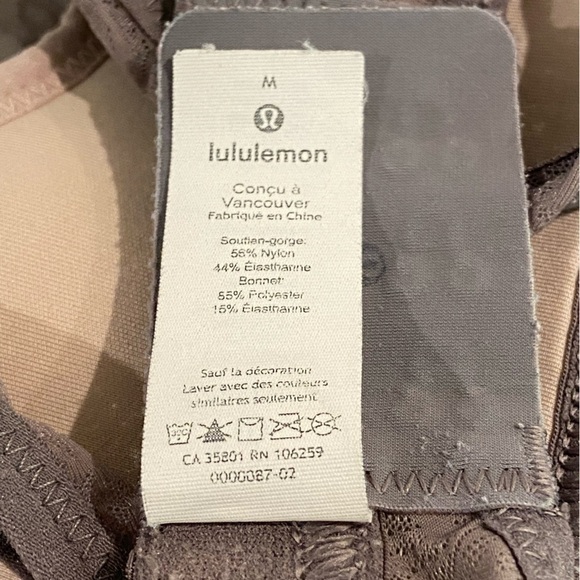 M
lululemon
Conçu à
Vancouver
Fabriqué en Chine
Soutien-gorge:
56% Nylon
44% Élasthanne
Bonnet:
85% Polyester
15% Élasthanne
Sauf la décoration
Laver avec des couleurs
similaires seulement
CA 35801 RN 106259
0000087-02